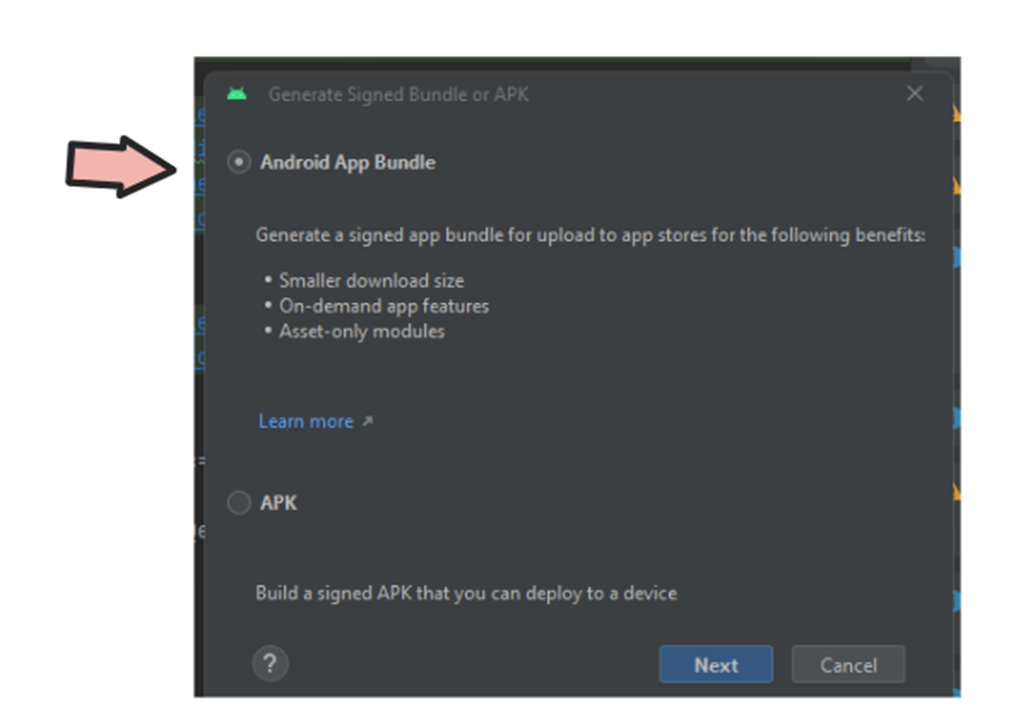 Generate Signed Bundle or APK
Android App Bundle
Generate a signed app bundle for upload to app stores for the following benefits:
• Smaller download size
• On-demand app features
• Asset-only modules
Learn more ↗
APK
Build a signed APK that you can deploy to a device
?
Next
Cancel